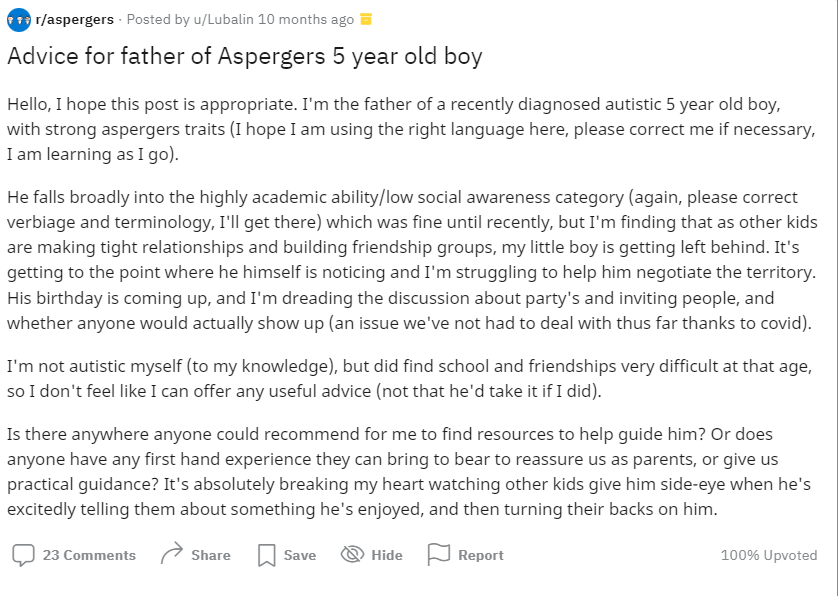 r/aspergers · Posted by u/Lubalin 10 months ago
Advice for father of Aspergers 5 year old boy
Hello, I hope this post is appropriate. I'm the father of a recently diagnosed autistic 5 year old boy,
with strong aspergers traits (I hope I am using the right language here, please correct me if necessary,
I am learning as I go).
He falls broadly into the highly academic ability/low social awareness category (again, please correct
verbiage and terminology, I'll get there) which was fine until recently, but I'm finding that as other kids
are making tight relationships and building friendship groups, my little boy is getting left behind. It's
getting to the point where he himself is noticing and I'm struggling to help him negotiate the territory.
His birthday is coming up, and I'm dreading the discussion about party's and inviting people, and
whether anyone would actually show up (an issue we've not had to deal with thus far thanks to covid).
I'm not autistic myself (to my knowledge), but did find school and friendships very difficult at that age,
so I don't feel like I can offer any useful advice (not that he'd take it if I did).
Is there anywhere anyone could recommend for me to find resources to help guide him? Or does
anyone have any first hand experience they can bring to bear to reassure us as parents, or give us
practical guidance? It's absolutely breaking my heart watching other kids give him side-eye when he's
excitedly telling them about something he's enjoyed, and then turning their backs on him.
23 Comments Share Save Hide Report 100% Upvoted